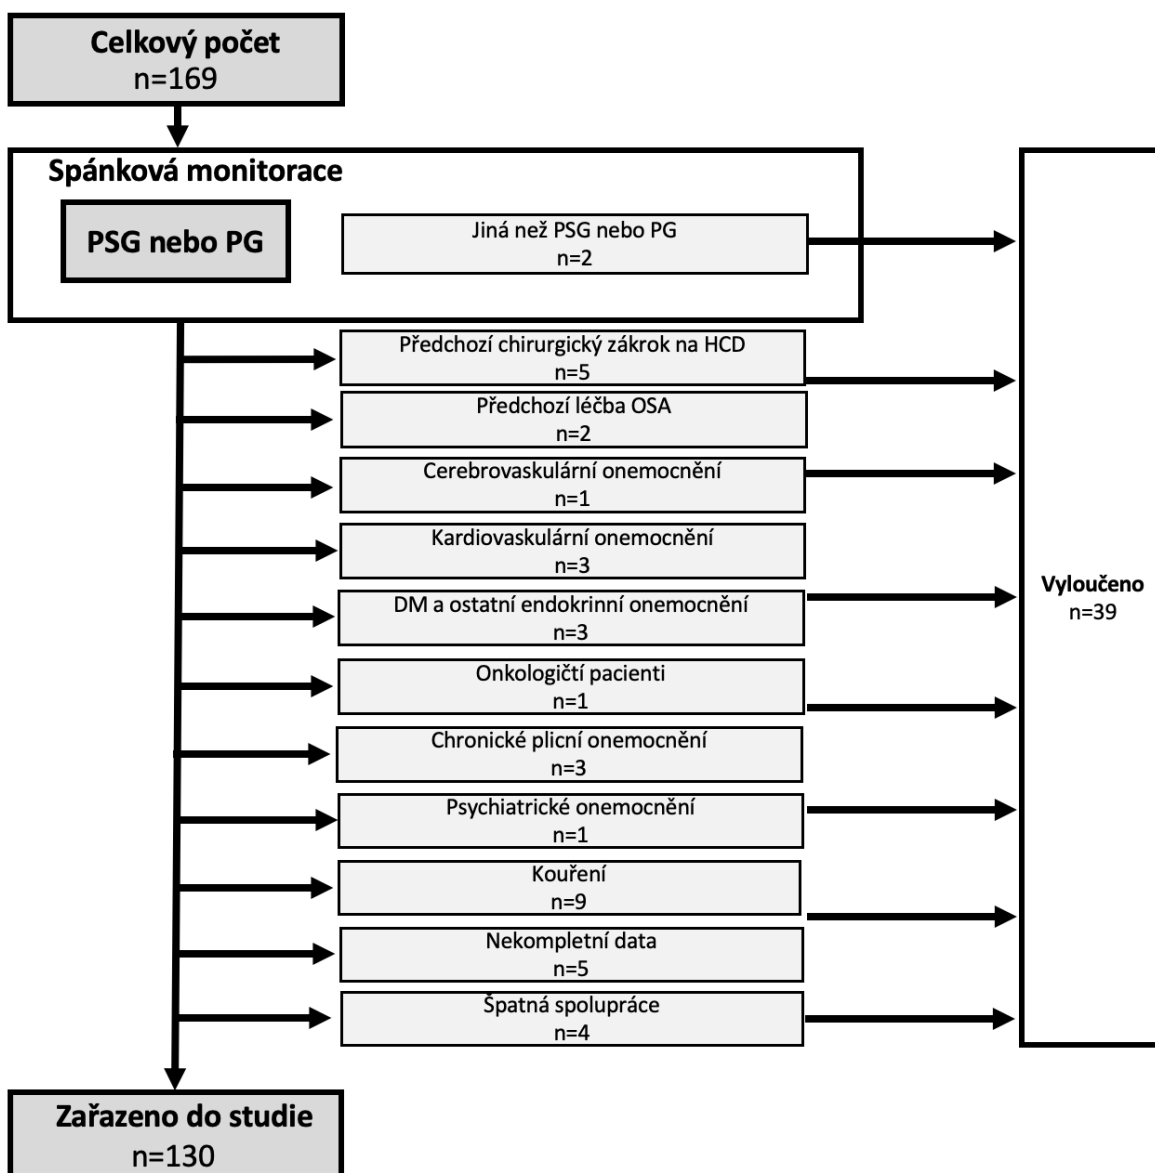 Celkový počet
n=169
Spánková monitorace
PSG nebo PG
Jiná než PSG nebo PG
n=2
Předchozí chirurgický zákrok na HCD
n=5
Předchozí léčba OSA
n=2
Cerebrovaskulární onemocnění
n=1
Kardiovaskulární onemocnění
n=3
DM a ostatní endokrinní onemocnění
n=3
Onkologičtí pacienti
n=1
Chronické plicní onemocnění
n=3
Psychiatrické onemocnění
n=1
Kouření
n=9
Nekompletní data
n=5
Špatná spolupráce
n=4
Vyloučeno
n=39
Zařazeno do studie
n=130